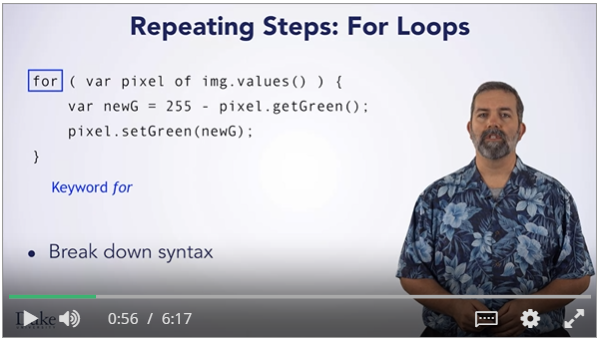 Repeating Steps: For Loops
for ( var pixel of img.values() ) {
var newG = 255 - pixel.getGreen();
pixel.setGreen(newG);
}
Keyword for
• Break down syntax
0:56 / 6:17